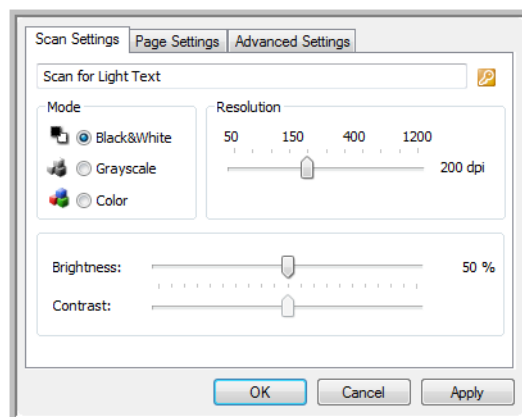 Scan Settings Page Settings Advanced Settings
Scan for Light Text
Mode Resolution
Black&White
Grayscale
Color
50 150 400 1200
200 dpi
Brightness: 50 %
Contrast:
OK Cancel Apply